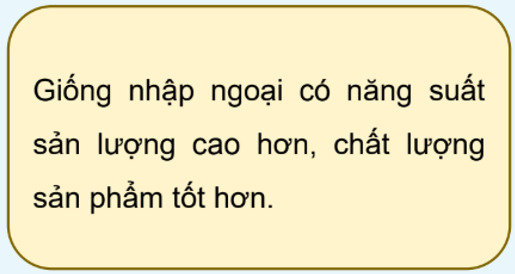 Giống nhập ngoại có năng suất
sản lượng cao hơn, chất lượng
sản phẩm tốt hơn.